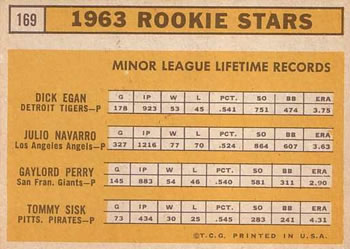 169
1963 ROOKIE STARS
MINOR LEAGUE LIFETIME RECORDS
DICK EGAN
DETROIT TIGERS—P
G IP W L PCT. SO BB ERA
178 923 53 45 .541 751 424 3.75
JULIO NAVARRO
Los Angeles Angels—P
G IP W L PCT. SO BB ERA
327 1216 77 70 .524 864 607 3.63
GAYLORD PERRY
San Fran. Giants—P
G IP W L PCT. SO BB ERA
145 883 54 46 .540 581 311 2.90
TOMMY SISK
PITTS. PIRATES—P
G IP W L PCT. SO BB ERA
73 434 30 25 .545 283 241 4.31
©T.C.G. PRINTED IN U.S.A.